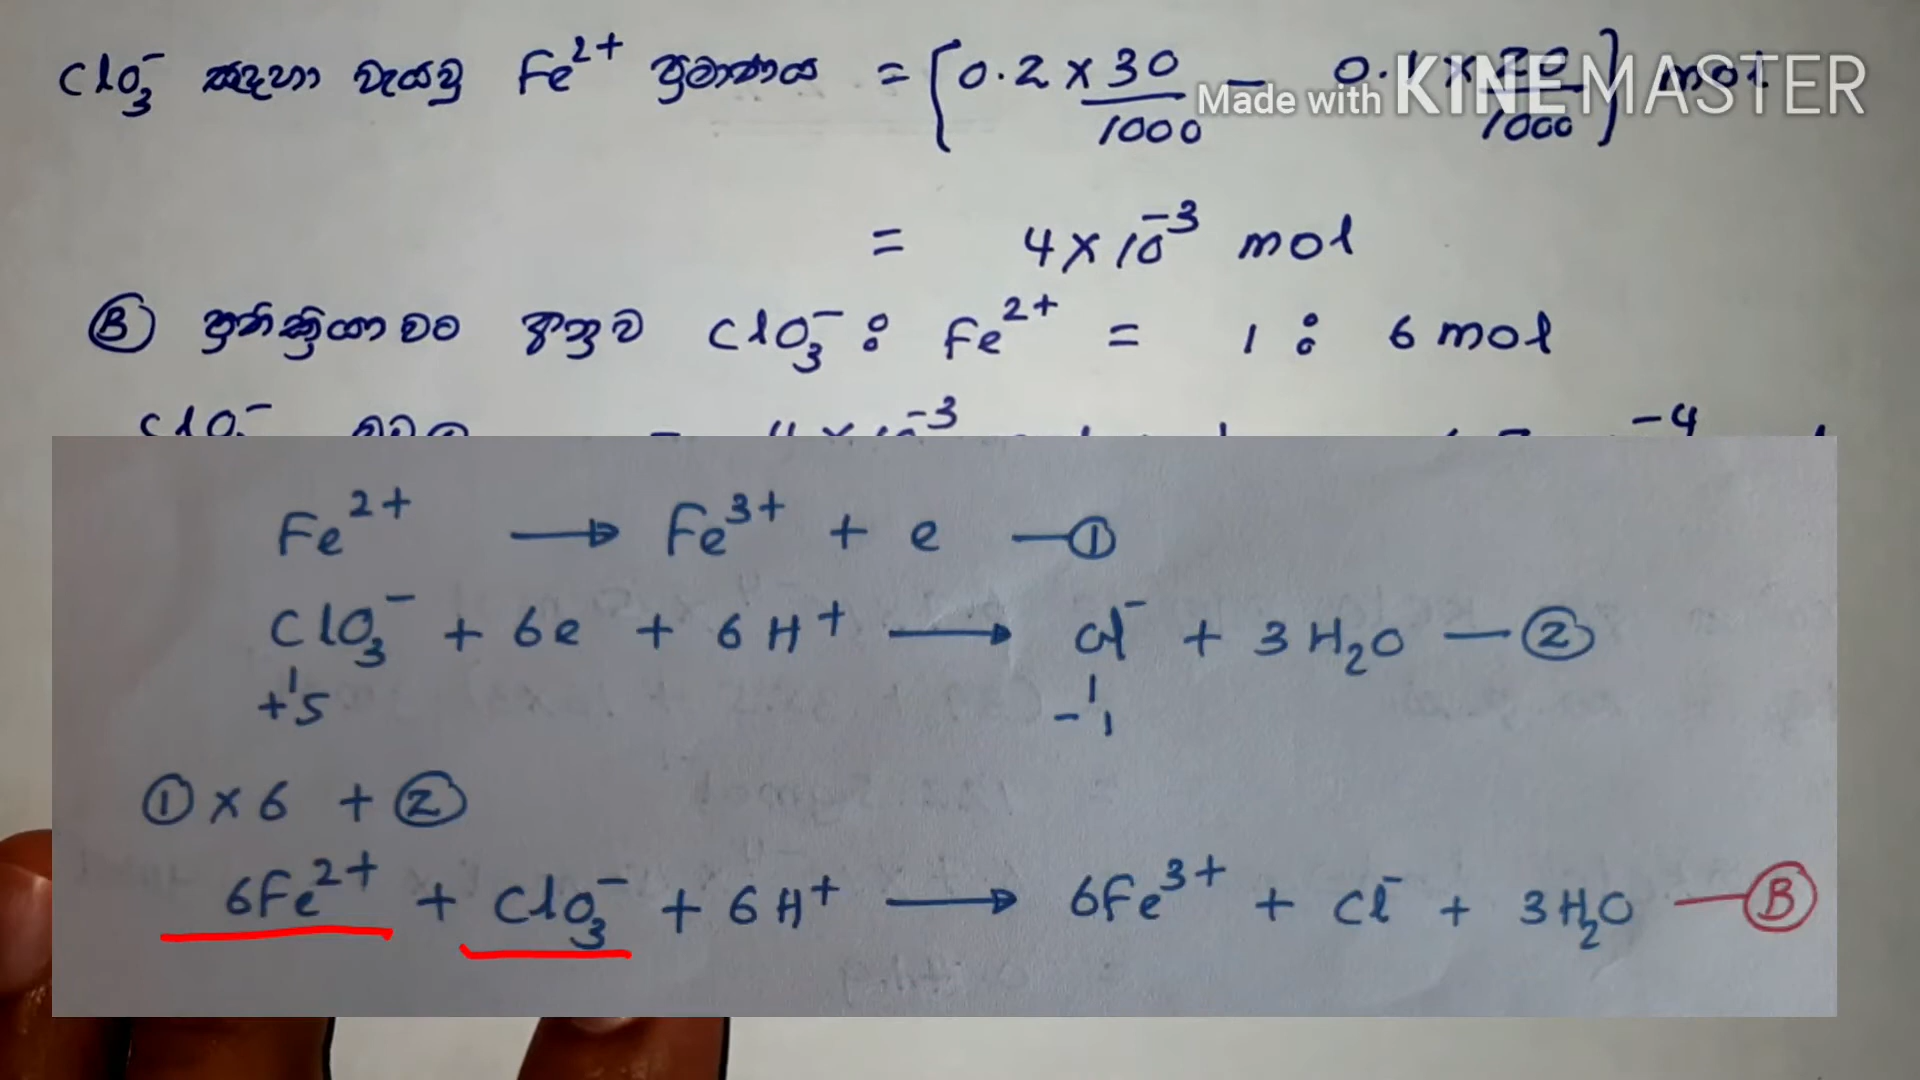 ClO₃⁻ සඳහා වැයවූ Fe²⁺ ප්‍රමාණය = [0.2 × 30/1000 – 0.1 × 20/1000] mol
Made with KINEMASTER
= 4 × 10⁻³ mol
Ⓑ ප්‍රතික්‍රියාවට අනුව ClO₃⁻ : Fe²⁺ = 1 : 6 mol
Fe²⁺ → Fe³⁺ + e —①
ClO₃⁻ + 6e + 6H⁺ → Cl⁻ + 3H₂O —②
+5 -1
① × 6 + ②
6Fe²⁺ + ClO₃⁻ + 6H⁺ → 6Fe³⁺ + Cl⁻ + 3H₂O —Ⓑ